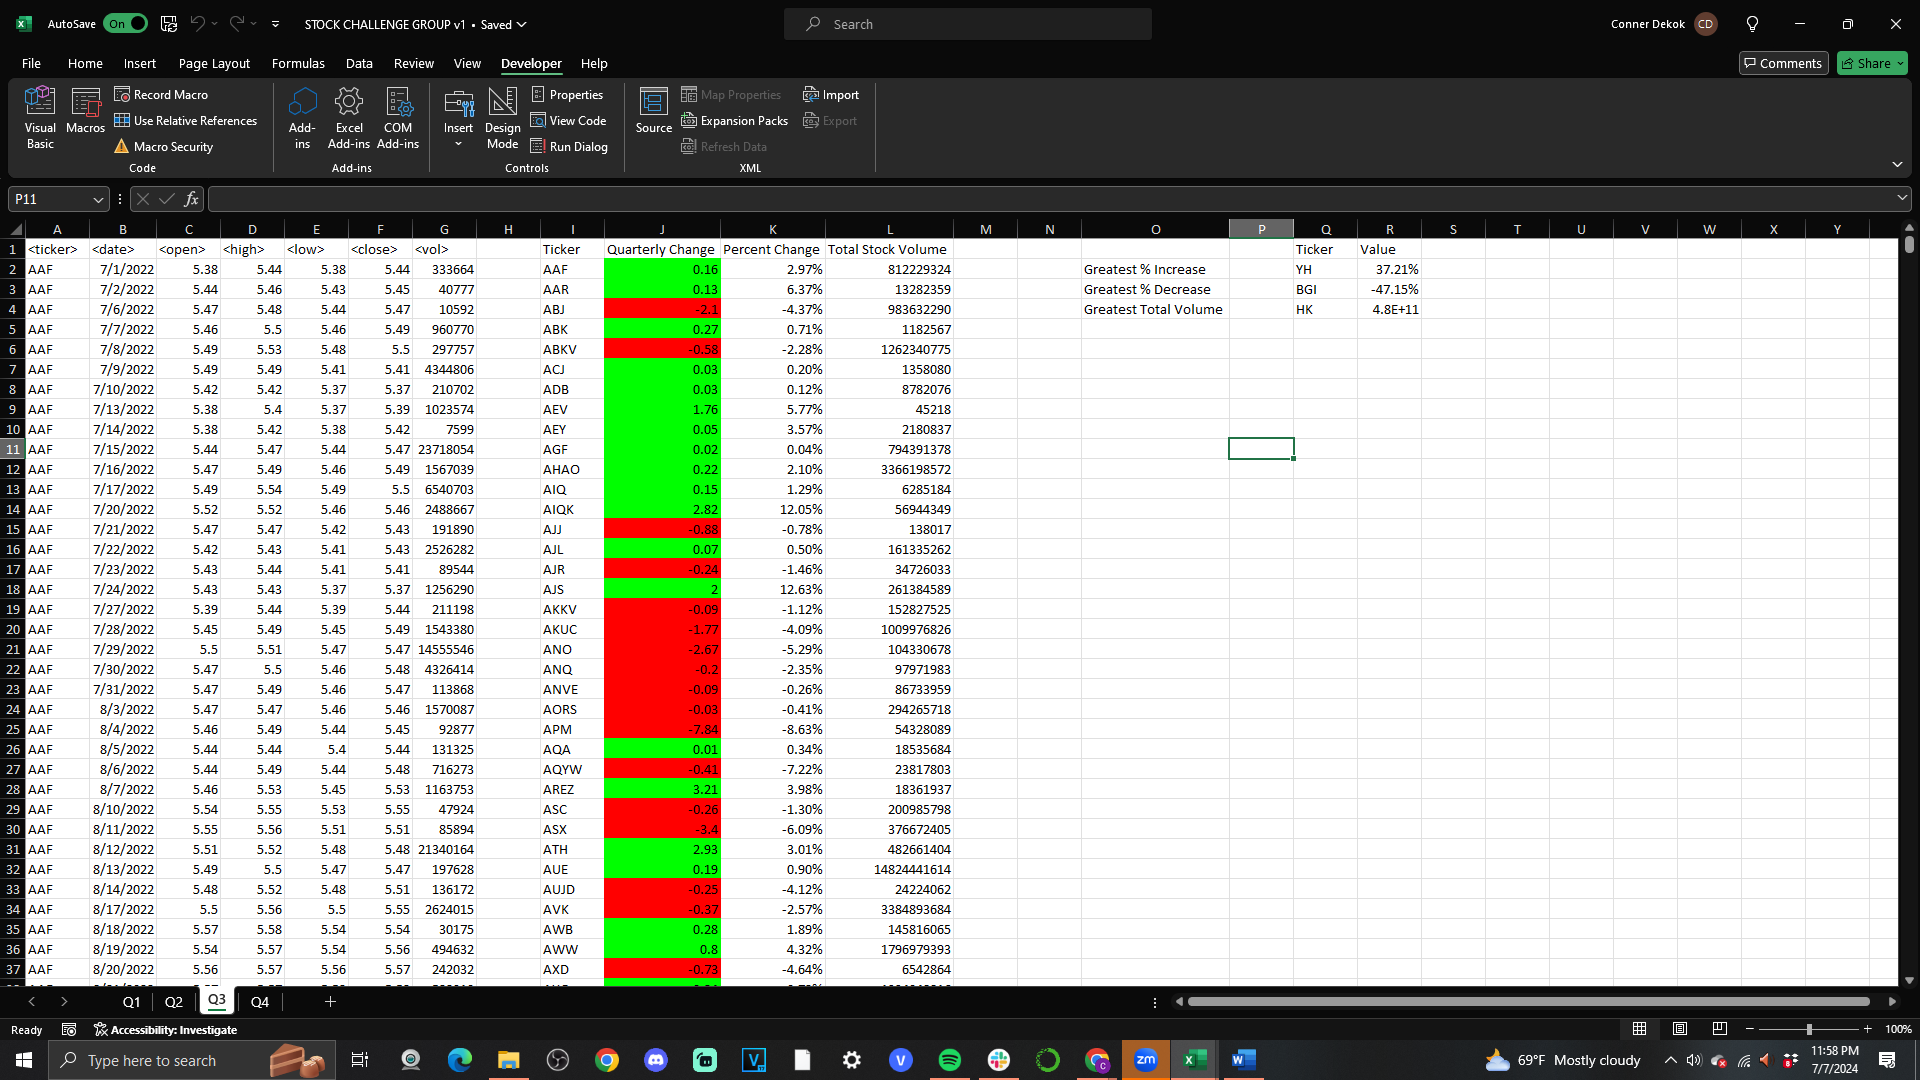 AutoSave On STOCK CHALLENGE GROUP v1 • Saved Search Conner Dekok CD
File Home Insert Page Layout Formulas Data Review View Developer Help Comments Share
Visual Basic
Macros
Record Macro
Use Relative References
Macro Security
Code
Add-ins
Excel Add-ins
COM Add-ins
Add-ins
Insert
Design Mode
Properties
View Code
Run Dialog
Controls
Source
Map Properties
Expansion Packs
Refresh Data
Import
Export
XML
P11 fx
A B C D E F G H I J K L M N O P Q R S T U V W X Y
1 <ticker> <date> <open> <high> <low> <close> <vol> Ticker Quarterly Change Percent Change Total Stock Volume Ticker Value
2 AAF 7/1/2022 5.38 5.44 5.38 5.44 333664 AAF 0.16 2.97% 812229324 Greatest % Increase YH 37.21%
3 AAF 7/2/2022 5.44 5.46 5.43 5.45 40777 AAR 0.13 6.37% 13282359 Greatest % Decrease BGI -47.15%
4 AAF 7/6/2022 5.47 5.48 5.44 5.47 10592 ABJ -2.1 -4.37% 983632290 Greatest Total Volume HK 4.8E+11
5 AAF 7/7/2022 5.46 5.5 5.46 5.49 960770 ABK 0.27 0.71% 1182567
6 AAF 7/8/2022 5.49 5.53 5.48 5.5 297757 ABKV -0.58 -2.28% 1262340775
7 AAF 7/9/2022 5.49 5.49 5.41 5.41 4344806 ACJ 0.03 0.20% 1358080
8 AAF 7/10/2022 5.42 5.42 5.37 5.37 210702 ADB 0.03 0.12% 8782076
9 AAF 7/13/2022 5.38 5.4 5.37 5.39 1023574 AEV 1.76 5.77% 45218
10 AAF 7/14/2022 5.38 5.42 5.38 5.42 7599 AEY 0.05 3.57% 2180837
11 AAF 7/15/2022 5.44 5.47 5.44 5.47 23718054 AGF 0.02 0.04% 794391378
12 AAF 7/16/2022 5.47 5.49 5.46 5.49 1567039 AHAO 0.22 2.10% 3366198572
13 AAF 7/17/2022 5.49 5.54 5.49 5.5 6540703 AIQ 0.15 1.29% 6285184
14 AAF 7/20/2022 5.52 5.52 5.46 5.46 2488667 AIQK 2.82 12.05% 56944349
15 AAF 7/21/2022 5.47 5.47 5.42 5.43 191890 AJJ -0.88 -0.78% 138017
16 AAF 7/22/2022 5.42 5.43 5.41 5.43 2526282 AJL 0.07 0.50% 161335262
17 AAF 7/23/2022 5.43 5.44 5.41 5.41 89544 AJR -0.24 -1.46% 34726033
18 AAF 7/24/2022 5.43 5.43 5.37 5.37 1256290 AJS 2 12.63% 261384589
19 AAF 7/27/2022 5.39 5.44 5.39 5.44 211198 AKKV -0.09 -1.12% 152827525
20 AAF 7/28/2022 5.45 5.49 5.45 5.49 1543380 AKUC -1.77 -4.09% 1009976826
21 AAF 7/29/2022 5.5 5.51 5.47 5.47 14555546 ANO -2.67 -5.29% 104330678
22 AAF 7/30/2022 5.47 5.5 5.46 5.48 4326414 ANQ -0.2 -2.35% 97971983
23 AAF 7/31/2022 5.47 5.49 5.46 5.47 113868 ANVE -0.09 -0.26% 86733959
24 AAF 8/3/2022 5.47 5.47 5.46 5.46 1570087 AORS -0.03 -0.41% 294265718
25 AAF 8/4/2022 5.46 5.49 5.44 5.45 92877 APM -7.84 -8.63% 54328089
26 AAF 8/5/2022 5.44 5.44 5.4 5.44 131325 AQA 0.01 0.34% 18535684
27 AAF 8/6/2022 5.44 5.49 5.44 5.48 716273 AQYW -0.41 -7.22% 23817803
28 AAF 8/7/2022 5.46 5.53 5.45 5.53 1163753 AREZ 3.21 3.98% 18361937
29 AAF 8/10/2022 5.54 5.55 5.53 5.55 47924 ASC -0.26 -1.30% 200985798
30 AAF 8/11/2022 5.55 5.56 5.51 5.51 85894 ASX -3.4 -6.09% 376672405
31 AAF 8/12/2022 5.51 5.52 5.48 5.48 21340164 ATH 2.93 3.01% 482661404
32 AAF 8/13/2022 5.49 5.5 5.47 5.47 197628 AUE 0.19 0.90% 14824441614
33 AAF 8/14/2022 5.48 5.52 5.48 5.51 136172 AUJD -0.25 -4.12% 24224062
34 AAF 8/17/2022 5.5 5.56 5.5 5.55 2624015 AVK -0.37 -2.57% 3384893684
35 AAF 8/18/2022 5.57 5.58 5.54 5.54 30175 AWB 0.28 1.89% 145816065
36 AAF 8/19/2022 5.54 5.57 5.54 5.56 494632 AWW 0.8 4.32% 1796979393
37 AAF 8/20/2022 5.56 5.57 5.56 5.57 242032 AXD -0.73 -4.64% 6542864
Q1 Q2 Q3 Q4
Ready Accessibility: Investigate 100%
Type here to search 69°F Mostly cloudy 11:58 PM
7/7/2024